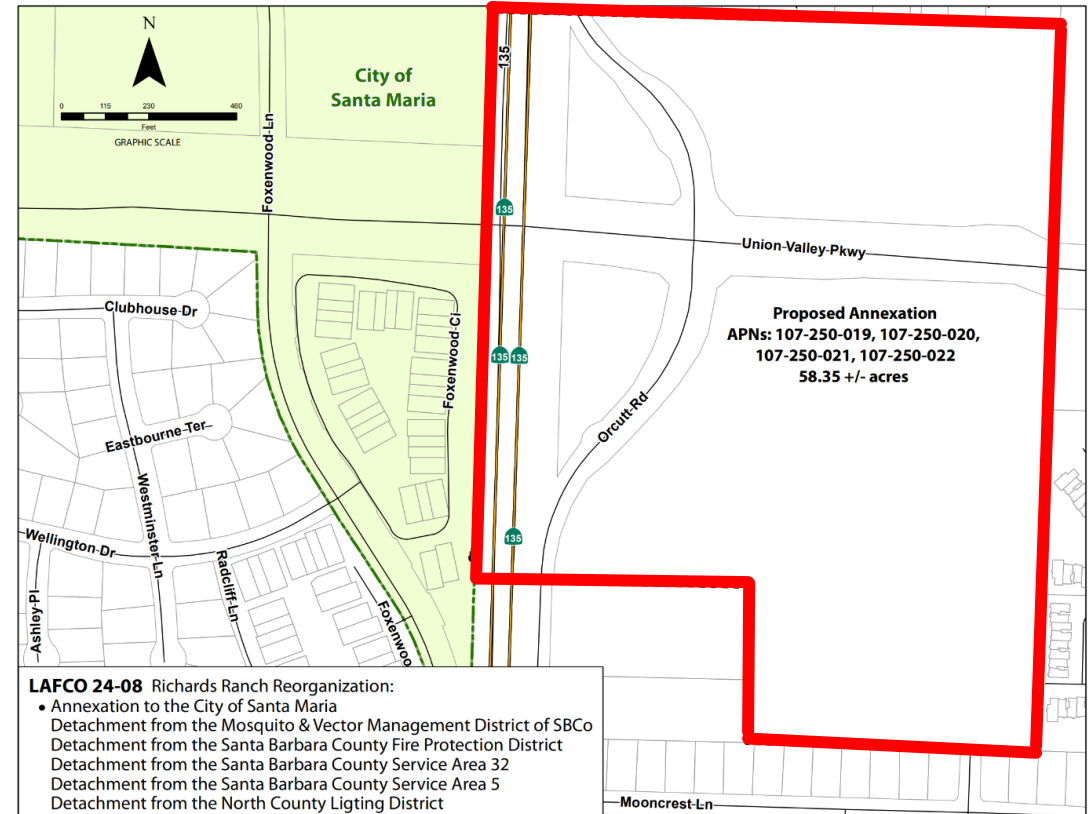 N
City of
Santa Maria
0 115 230 460
Feet
GRAPHIC SCALE
135
Foxenwood-Ln
135
Union-Valley-Pkwy
Clubhouse-Dr
Foxenwood-Ci
Proposed Annexation
APNs: 107-250-019, 107-250-020,
107-250-021, 107-250-022
58.35 +/- acres
135 135
Orcutt-Rd
Eastbourne-Ter
Westminster-Ln
135
Wellington-Dr
Radcliff-Ln
Ashley-Pl
Foxenwoo
LAFCO 24-08 Richards Ranch Reorganization:
• Annexation to the City of Santa Maria
Detachment from the Mosquito & Vector Management District of SBCo
Detachment from the Santa Barbara County Fire Protection District
Detachment from the Santa Barbara County Service Area 32
Detachment from the Santa Barbara County Service Area 5
Detachment from the North County Ligting District
Mooncrest-Ln